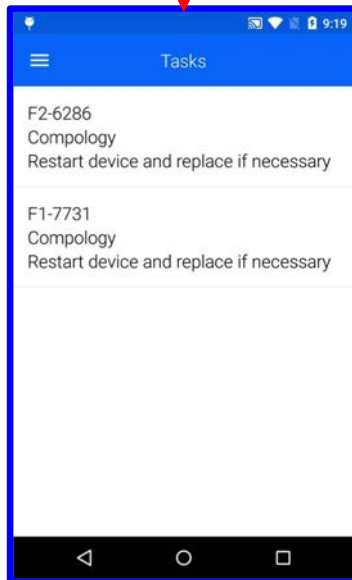 9:19
Tasks
F2-6286
Compology
Restart device and replace if necessary
F1-7731
Compology
Restart device and replace if necessary